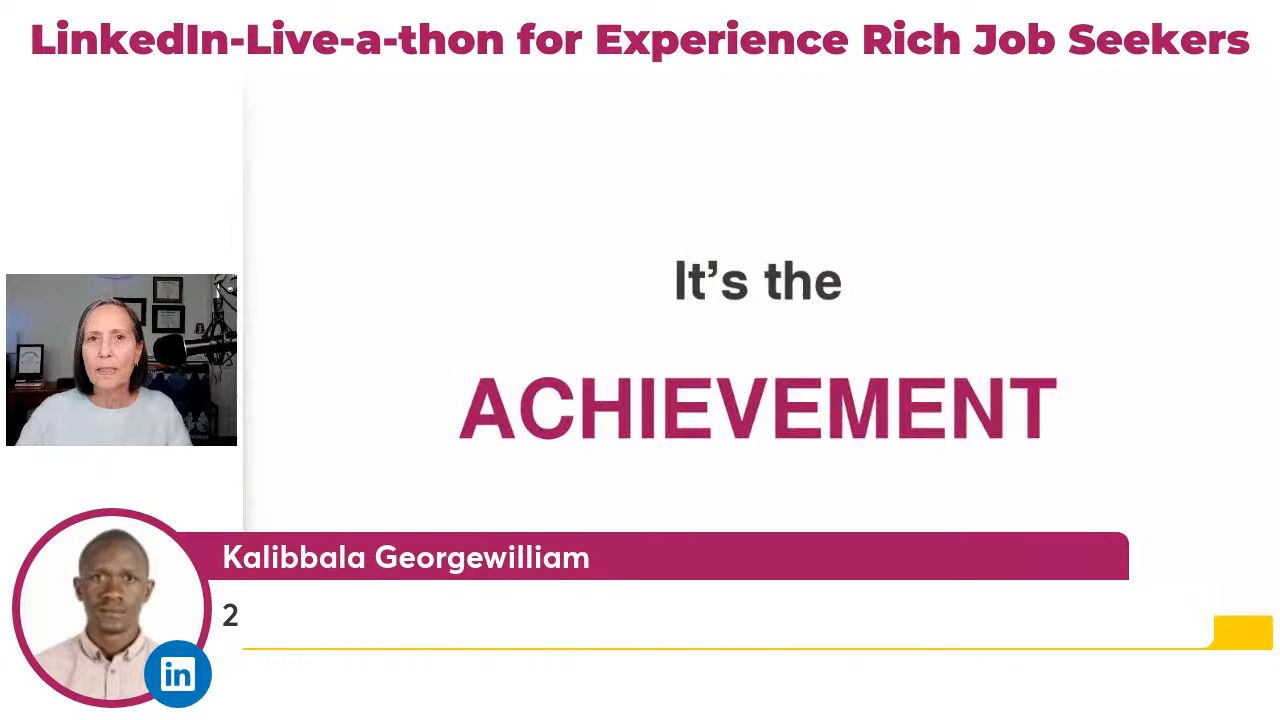 LinkedIn-Live-a-thon for Experience Rich Job Seekers
It's the
ACHIEVEMENT
Kalibbala Georgewilliam
2
in